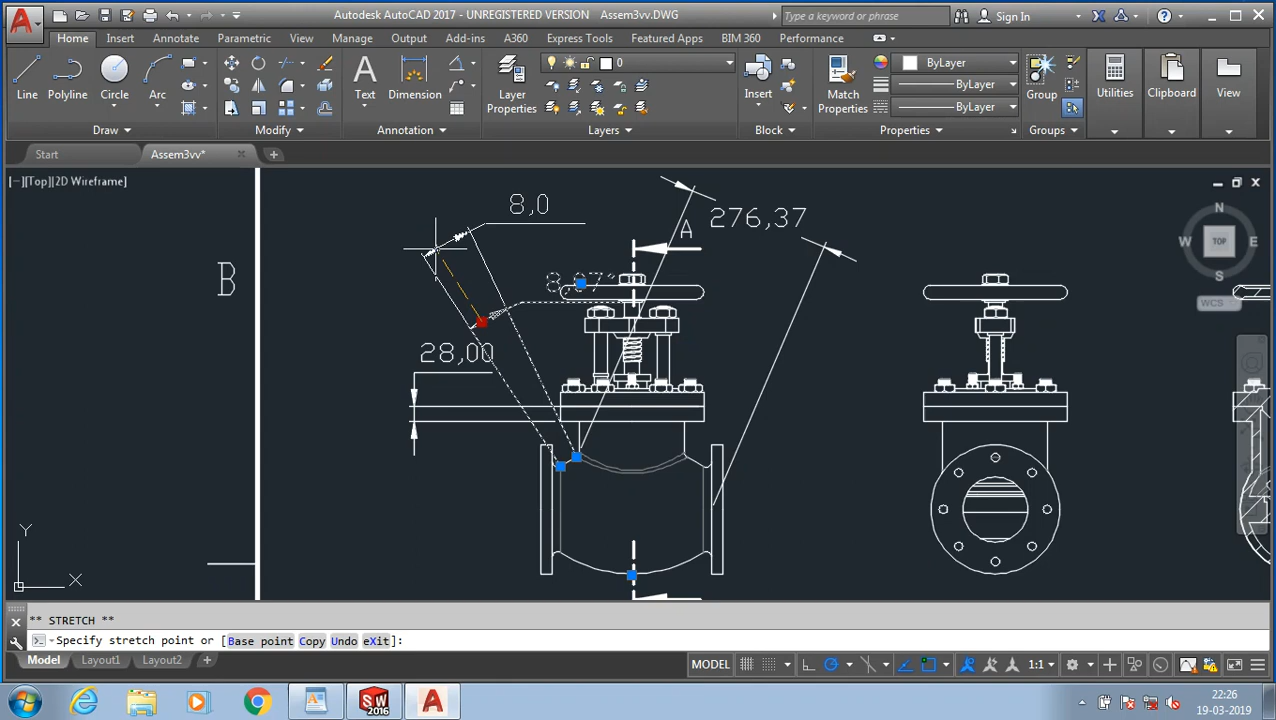 Autodesk AutoCAD 2017 - UNREGISTERED VERSION Assem3vv.DWG
Type a keyword or phrase
Sign In
Home Insert Annotate Parametric View Manage Output Add-ins A360 Express Tools Featured Apps BIM 360 Performance
Line Polyline Circle Arc
Text Dimension
Layer Properties
0
Insert
Match Properties
ByLayer
ByLayer
ByLayer
Group
Utilities
Clipboard
View
Draw Modify Annotation Layers Block Properties Groups
Start Assem3vv*
[−][Top][2D Wireframe]
8,0
276,37
A
B
28,00
N
W TOP E
S
WCS
Y
X
** STRETCH **
Specify stretch point or [Base point Copy Undo eXit]:
Model Layout1 Layout2
MODEL
1:1
SW
2016
22:26
19-03-2019